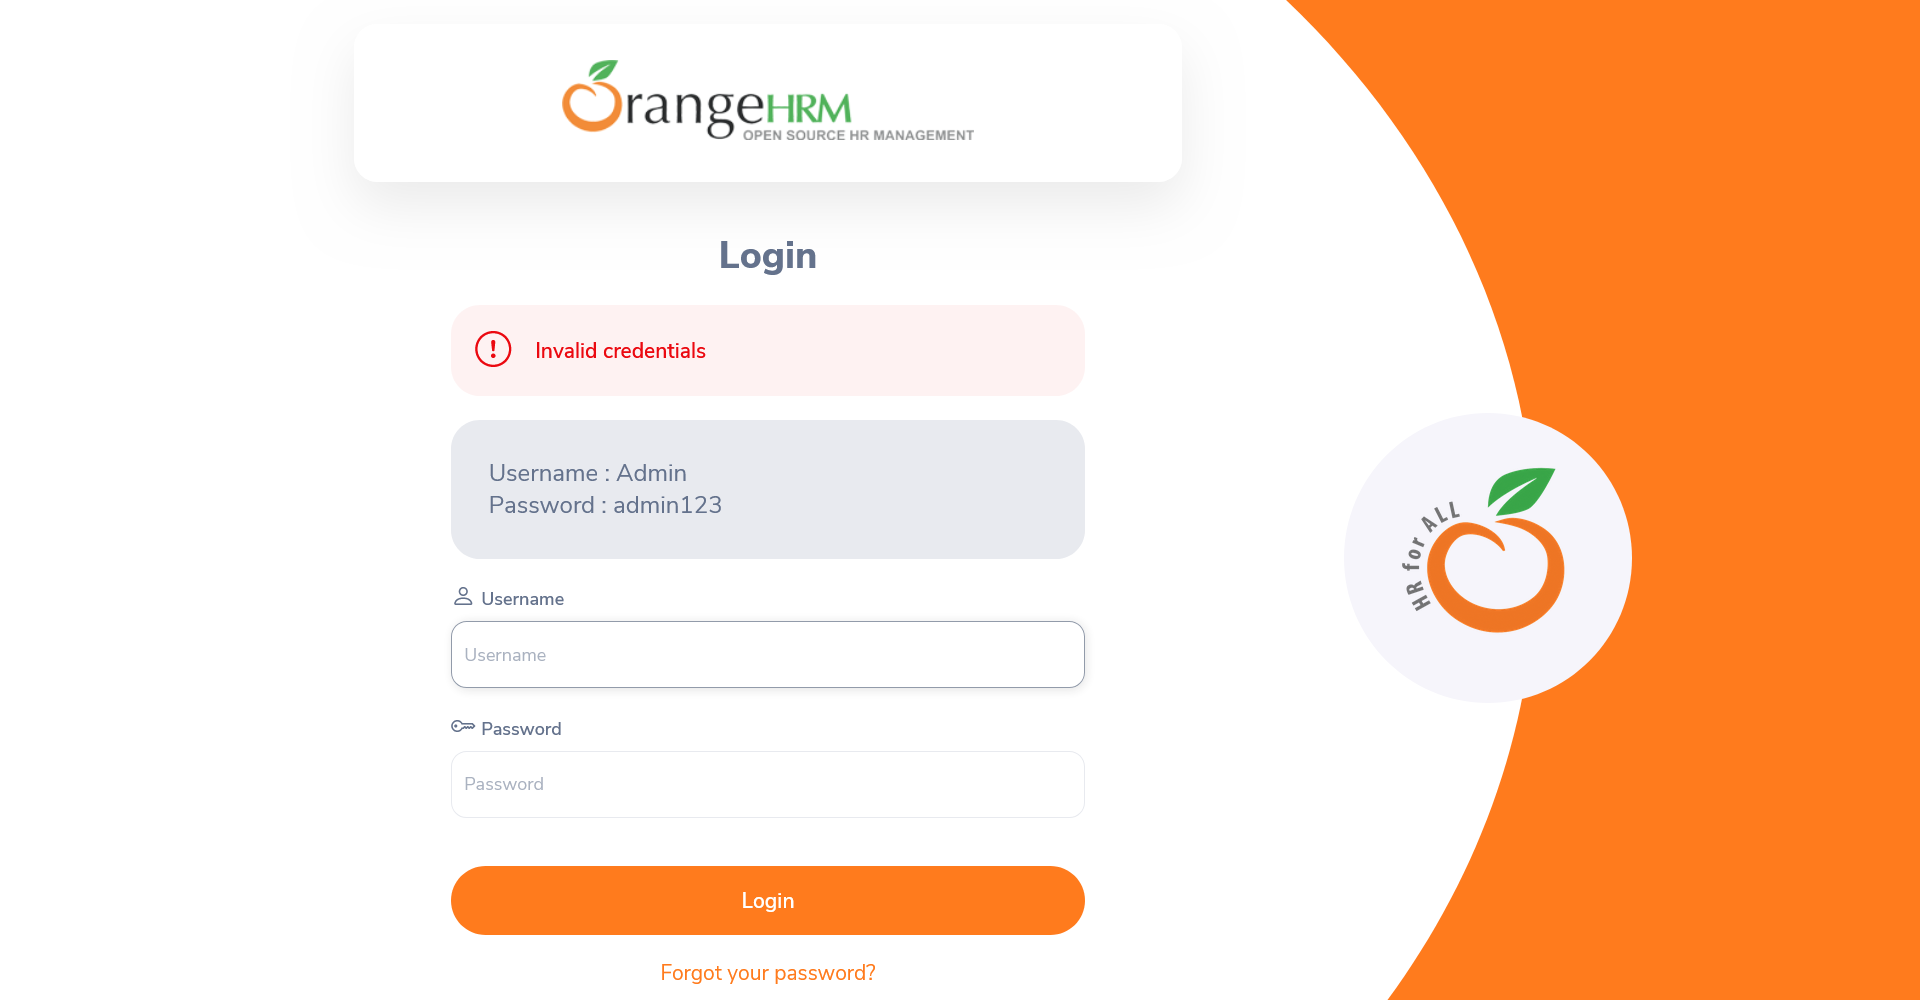 OrangeHRM
OPEN SOURCE HR MANAGEMENT
Login
Invalid credentials
Username : Admin
Password : admin123
Username
Username
Password
Password
Login
Forgot your password?
HR for ALL